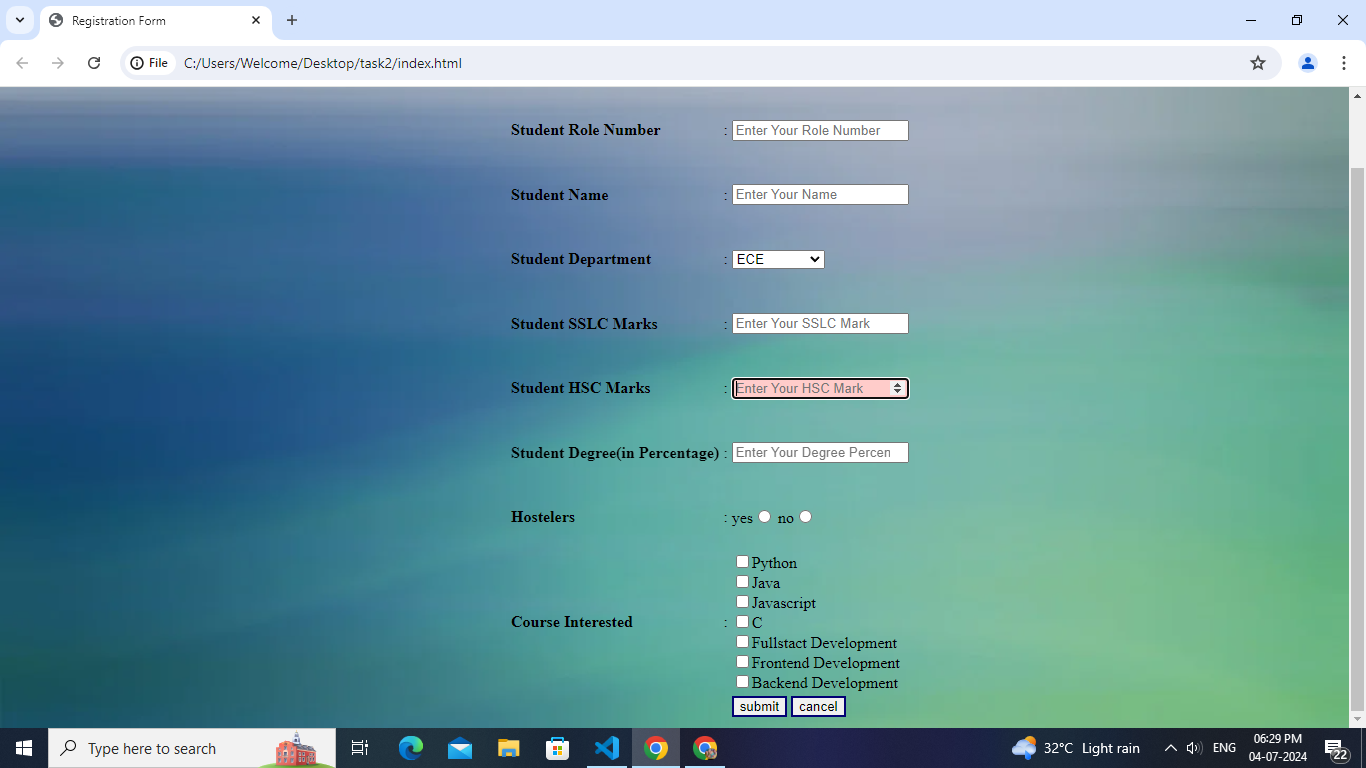 Registration Form
File C:/Users/Welcome/Desktop/task2/index.html
Student Role Number : Enter Your Role Number
Student Name : Enter Your Name
Student Department : ECE
Student SSLC Marks : Enter Your SSLC Mark
Student HSC Marks : Enter Your HSC Mark
Student Degree(in Percentage) : Enter Your Degree Percen
Hostelers : yes no
Python
Java
Javascript
Course Interested : C
Fullstact Development
Frontend Development
Backend Development
submit cancel
Type here to search 32°C Light rain ENG 06:29 PM
04-07-2024 22